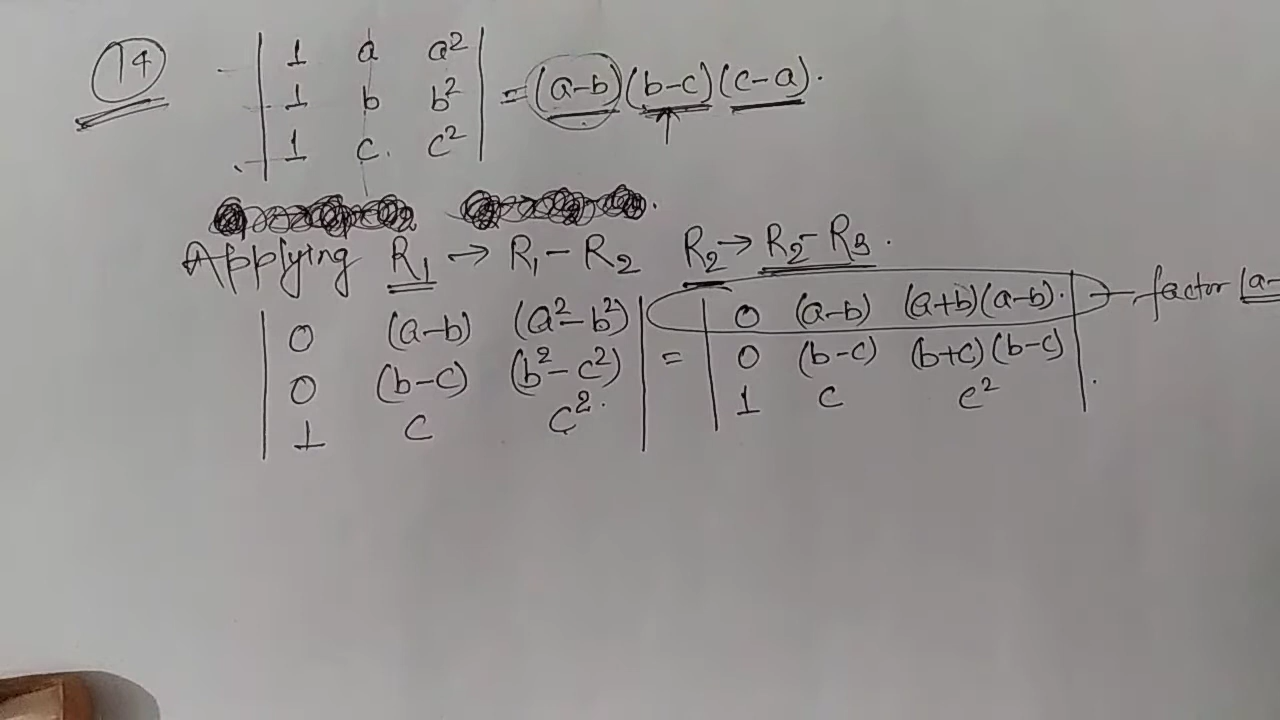 14
| 1 a a² |
| 1 b b² | = (a-b)(b-c)(c-a).
| 1 c. c² |
Applying R₁ → R₁ - R₂ R₂ → R₂ - R₃.
| 0 (a-b) (a²-b²) | = | 0 (a-b) (a+b)(a-b). | → factor (a-
| 0 (b-c) (b²-c²) | = | 0 (b-c) (b+c)(b-c) |
| 1 c c². | | 1 c c² | .